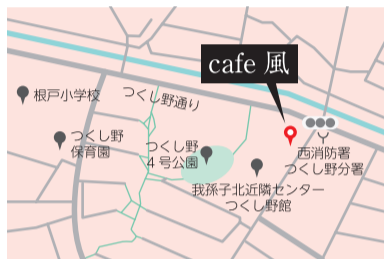 cafe 風
根戸小学校
つくし野通り
つくし野
保育園
つくし野
4号公園
西消防署
つくし野分署
我孫子北近隣センター
つくし野館